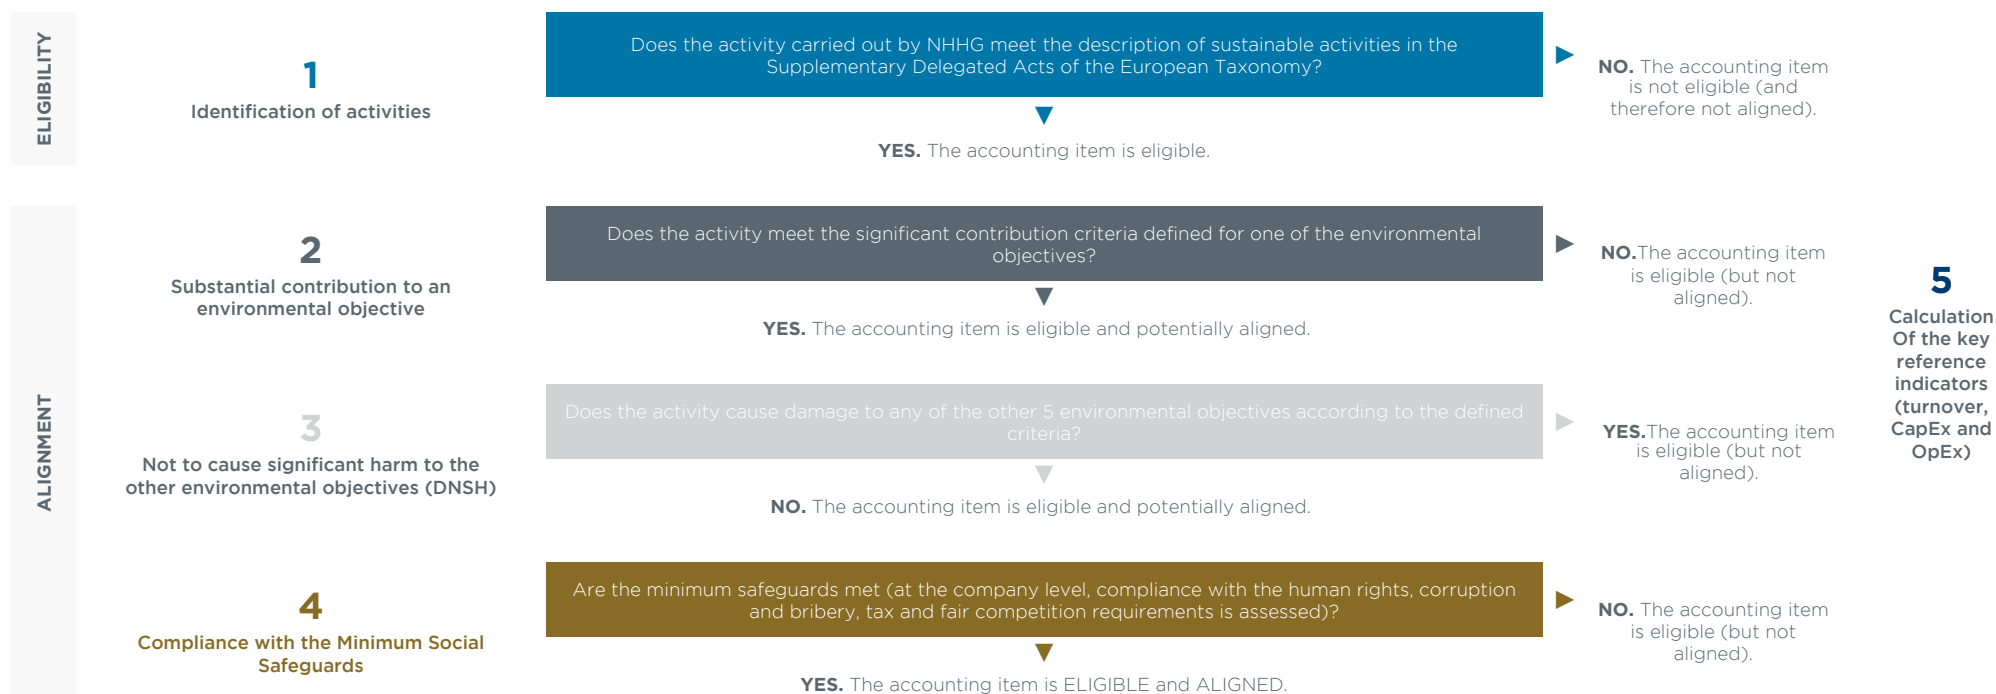 ELIGIBILITY
1
Identification of activities
Does the activity carried out by NHHG meet the description of sustainable activities in the
Supplementary Delegated Acts of the European Taxonomy?
YES. The accounting item is eligible.
NO. The accounting item
is not eligible (and
therefore not aligned).
ALIGNMENT
2
Substantial contribution to an
environmental objective
Does the activity meet the significant contribution criteria defined for one of the environmental
objectives?
YES. The accounting item is eligible and potentially aligned.
NO.The accounting item
is eligible (but not
aligned).
3
Not to cause significant harm to the
other environmental objectives (DNSH)
Does the activity cause damage to any of the other 5 environmental objectives according to the defined
criteria?
NO. The accounting item is eligible and potentially aligned.
YES.The accounting item
is eligible (but not
aligned).
4
Compliance with the Minimum Social
Safeguards
Are the minimum safeguards met (at the company level, compliance with the human rights, corruption
and bribery, tax and fair competition requirements is assessed)?
YES. The accounting item is ELIGIBLE and ALIGNED.
NO. The accounting item
is eligible (but not
aligned).
5
Calculation
Of the key
reference
indicators
(turnover,
CapEx and
OpEx)